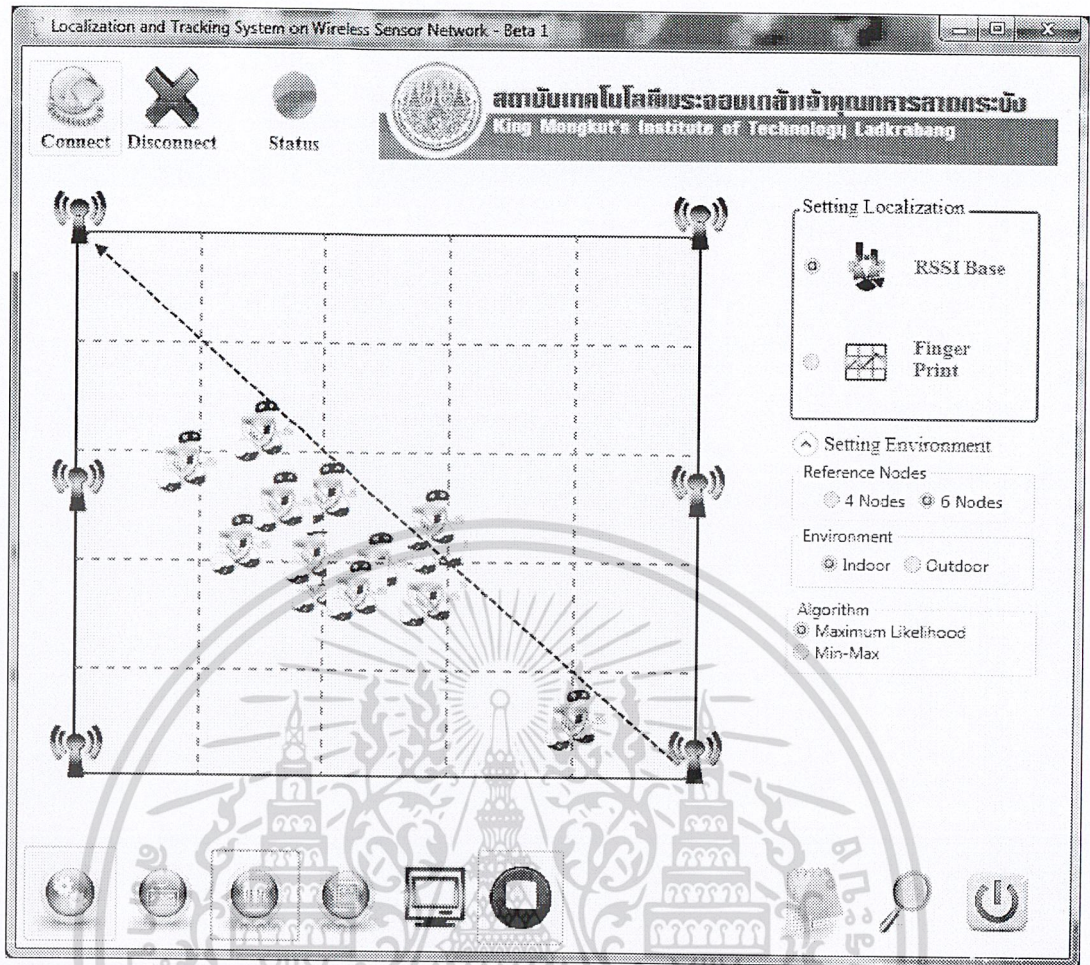 Localization and Tracking System on Wireless Sensor Network - Beta 1
Connect
Disconnect
Status
สถาบันเทคโนโลยีพระจอมเกล้าเจ้าคุณทหารลาดกระบัง
King Mongkut's Institute of Technology Ladkrabang
Setting Localization
RSSI Base
Finger
Print
Setting Environment
Reference Nodes
4 Nodes
6 Nodes
Environment
Indoor
Outdoor
Algorithm
Maximum Likelihood
Min-Max